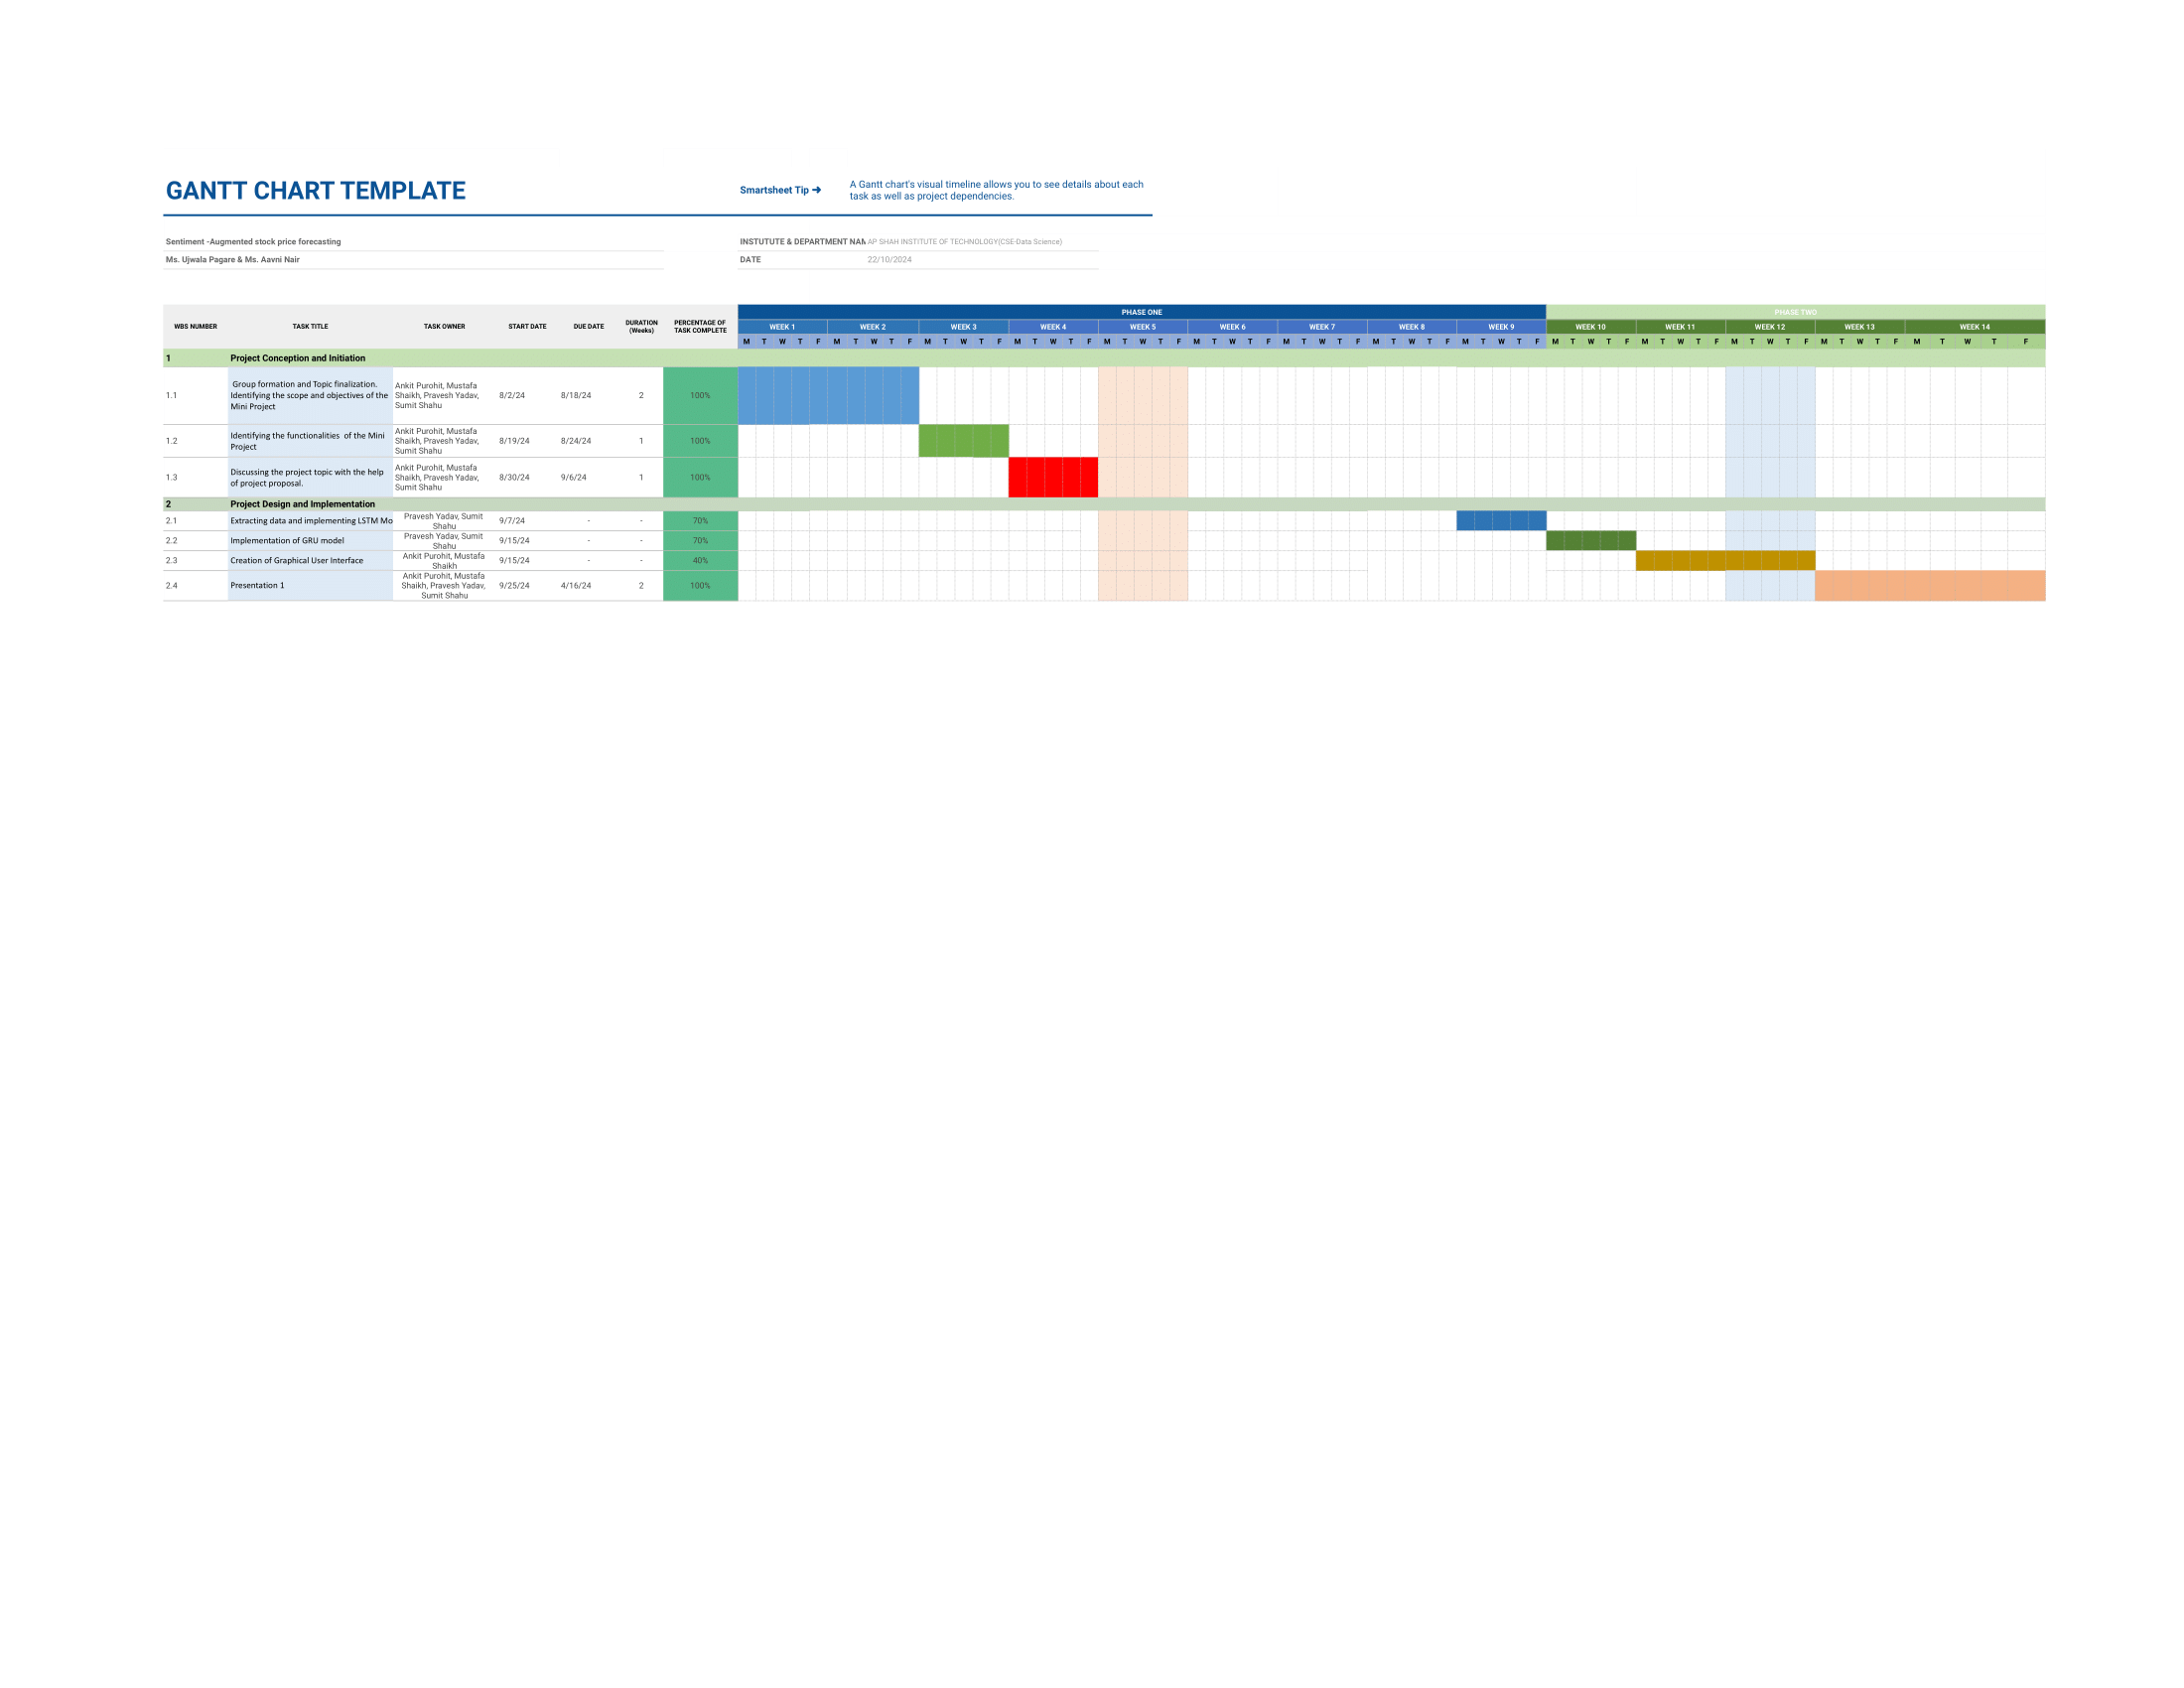 GANTT CHART TEMPLATE
Smartsheet Tip ➜
A Gantt chart's visual timeline allows you to see details about each
task as well as project dependencies.
Sentiment -Augmented stock price forecasting
INSTUTUTE & DEPARTMENT NAM AP SHAH INSTITUTE OF TECHNOLOGY(CSE-Data Science)
Ms. Ujwala Pagare & Ms. Aavni Nair
DATE 22/10/2024
WBS NUMBER
TASK TITLE
TASK OWNER
START DATE
DUE DATE
DURATION
(Weeks)
PERCENTAGE OF
TASK COMPLETE
PHASE ONE PHASE TWO
WEEK 1 WEEK 2 WEEK 3 WEEK 4 WEEK 5 WEEK 6 WEEK 7 WEEK 8 WEEK 9 WEEK 10 WEEK 11 WEEK 12 WEEK 13 WEEK 14
M T W T F M T W T F M T W T F M T W T F M T W T F M T W T F M T W T F M T W T F M T W T F M T W T F M T W T F M T W T F M T W T F M T W T F
1 Project Conception and Initiation
1.1
Group formation and Topic finalization.
Identifying the scope and objectives of the
Mini Project
Ankit Purohit, Mustafa
Shaikh, Pravesh Yadav,
Sumit Shahu
8/2/24 8/18/24 2 100%
1.2
Identifying the functionalities of the Mini
Project
Ankit Purohit, Mustafa
Shaikh, Pravesh Yadav,
Sumit Shahu
8/19/24 8/24/24 1 100%
1.3
Discussing the project topic with the help
of project proposal.
Ankit Purohit, Mustafa
Shaikh, Pravesh Yadav,
Sumit Shahu
8/30/24 9/6/24 1 100%
2 Project Design and Implementation
2.1 Extracting data and implementing LSTM Mo
Pravesh Yadav, Sumit
Shahu
9/7/24 - - 70%
2.2 Implementation of GRU model
Pravesh Yadav, Sumit
Shahu
9/15/24 - - 70%
2.3 Creation of Graphical User Interface
Ankit Purohit, Mustafa
Shaikh
9/15/24 - - 40%
2.4 Presentation 1
Ankit Purohit, Mustafa
Shaikh, Pravesh Yadav,
Sumit Shahu
9/25/24 4/16/24 2 100%